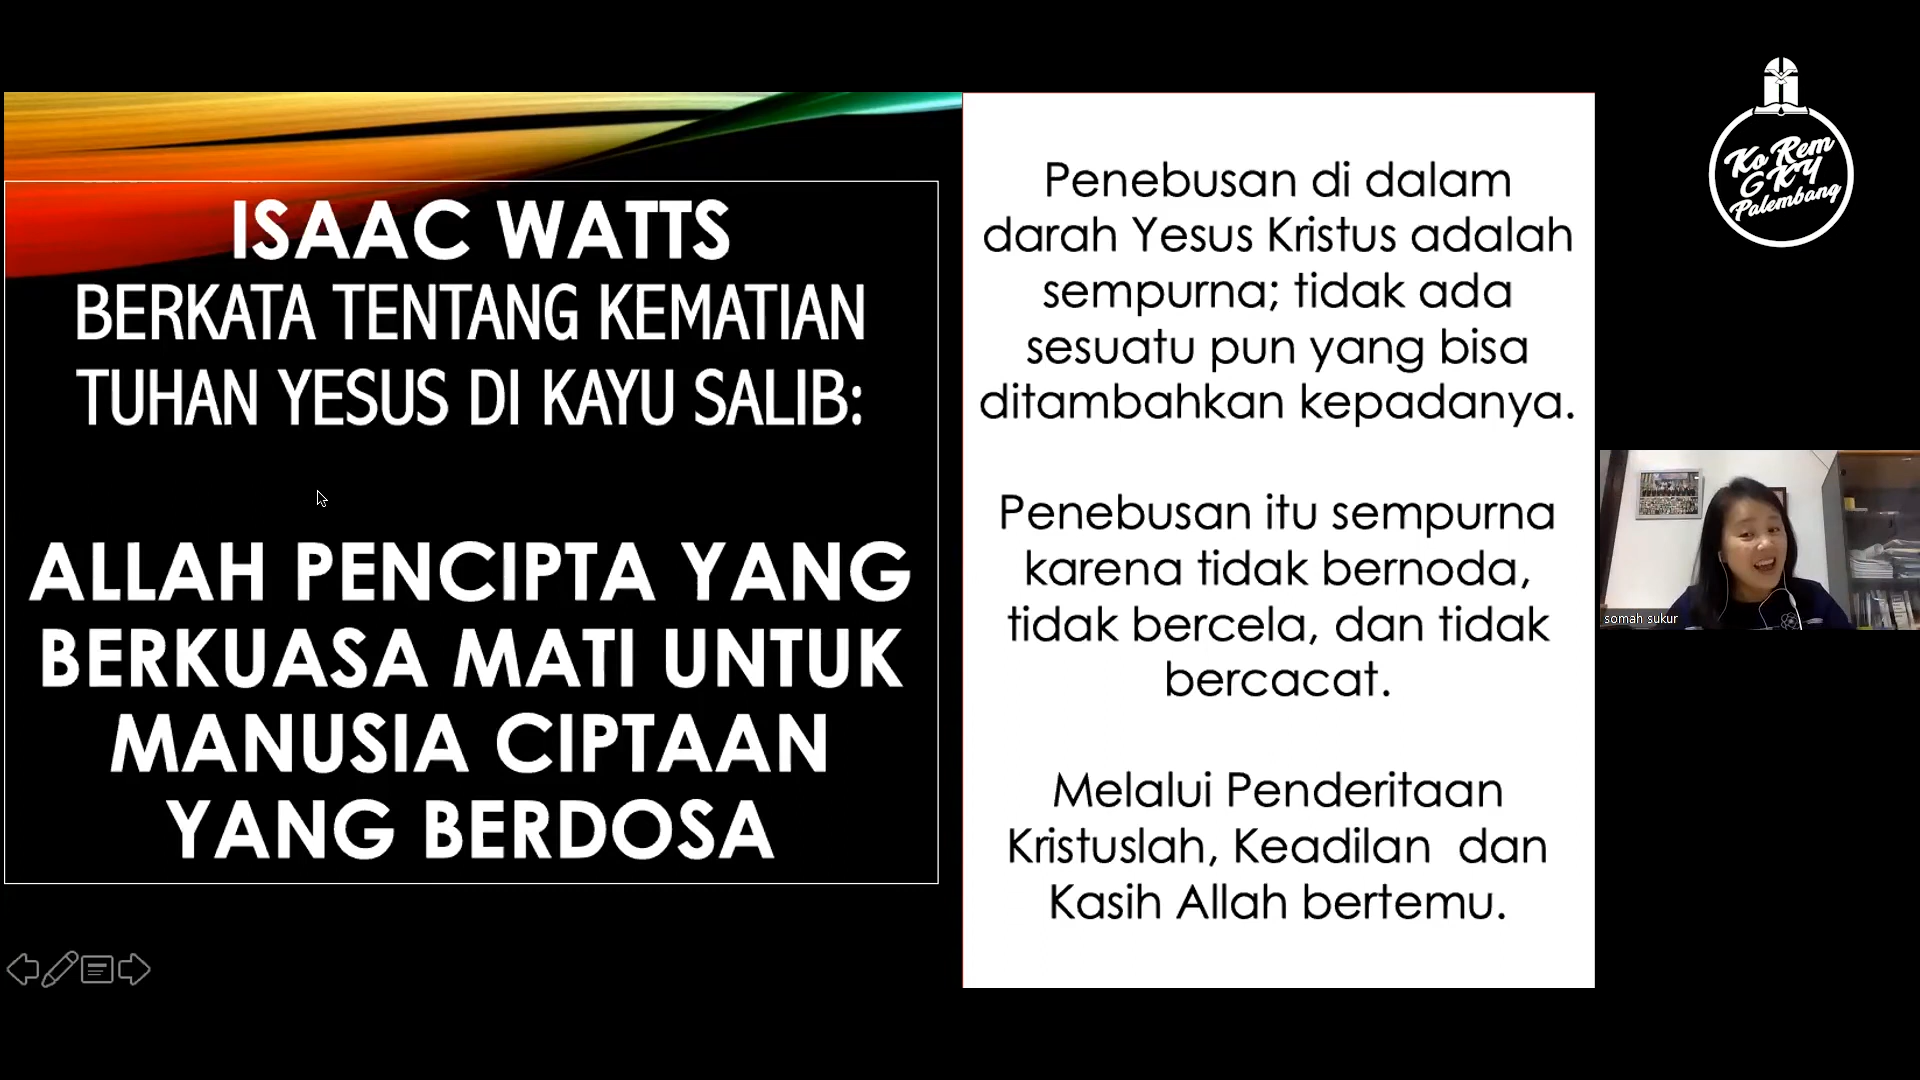 ISAAC WATTS
BERKATA TENTANG KEMATIAN
TUHAN YESUS DI KAYU SALIB:
ALLAH PENCIPTA YANG
BERKUASA MATI UNTUK
MANUSIA CIPTAAN
YANG BERDOSA
Penebusan di dalam
darah Yesus Kristus adalah
sempurna; tidak ada
sesuatu pun yang bisa
ditambahkan kepadanya.
Penebusan itu sempurna
karena tidak bernoda,
tidak bercela, dan tidak
bercacat.
Melalui Penderitaan
Kristuslah, Keadilan  dan
Kasih Allah bertemu.
Ko Rem
GKY
Palembang
somah sukur